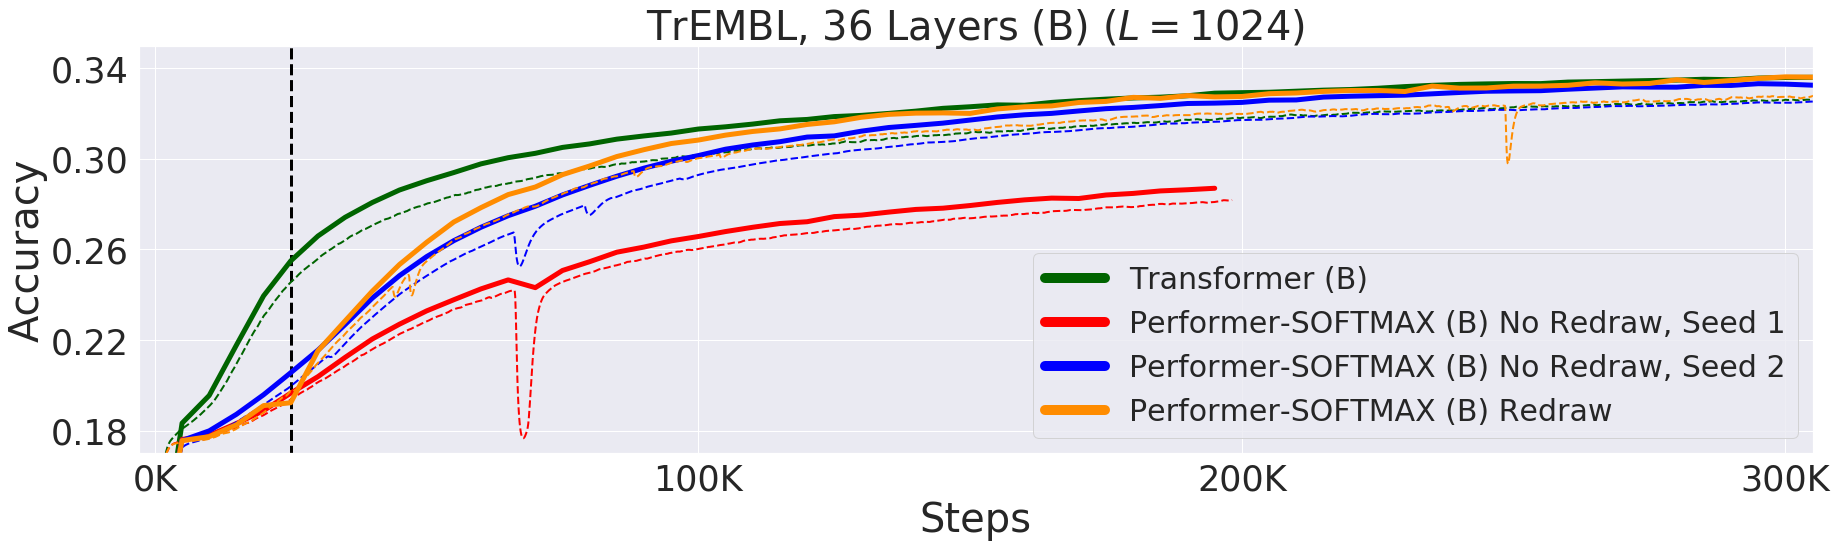 TrEMBL, 36 Layers (B) (L = 1024)
Accuracy
0.34
0.30
0.26
0.22
0.18
Transformer (B)
Performer-SOFTMAX (B) No Redraw, Seed 1
Performer-SOFTMAX (B) No Redraw, Seed 2
Performer-SOFTMAX (B) Redraw
0K 100K 200K 300K
Steps